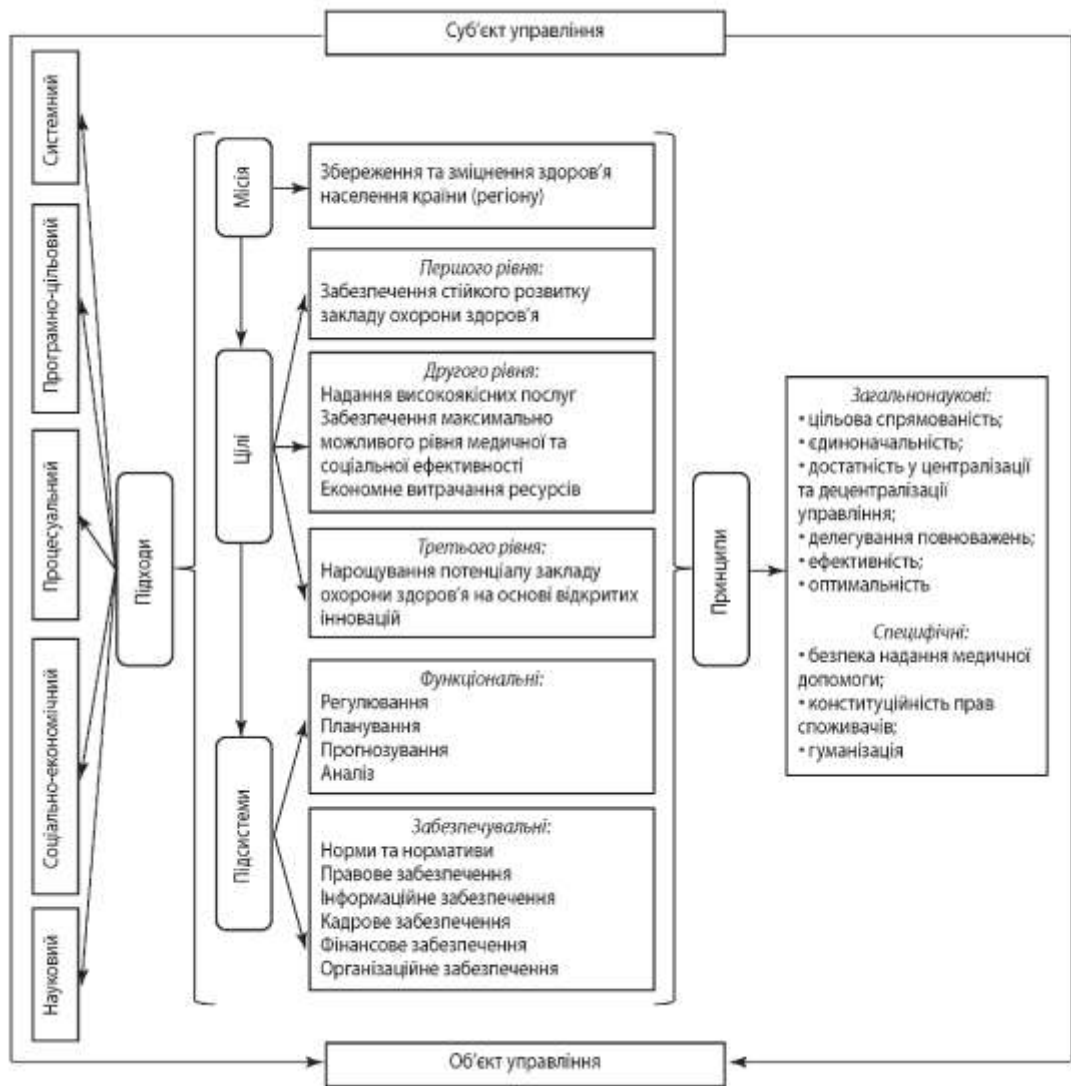 Суб’єкт управління
Системний
Програмно-цільовий
Процесуальний
Соціально-економічний
Науковий
Підходи
Місія
Збереження та зміцнення здоров’я
населення країни (регіону)
Цілі
Першого рівня:
Забезпечення стійкого розвитку
закладу охорони здоров’я
Другого рівня:
Надання високоякісних послуг
Забезпечення максимально
можливого рівня медичної та
соціальної ефективності
Економне витрачання ресурсів
Третього рівня:
Нарощування потенціалу закладу
охорони здоров’я на основі відкритих
інновацій
Підсистеми
Функціональні:
Регулювання
Планування
Прогнозування
Аналіз
Забезпечувальні:
Норми та нормативи
Правове забезпечення
Інформаційне забезпечення
Кадрове забезпечення
Фінансове забезпечення
Організаційне забезпечення
Принципи
Загальнонаукові:
• цільова спрямованість;
• єдиноначальність;
• достатність у централізації
та децентралізації
управління;
• делегування повноважень;
• ефективність;
• оптимальність
Специфічні:
• безпека надання медичної
допомоги;
• конституційність прав
споживачів;
• гуманізація
Об’єкт управління